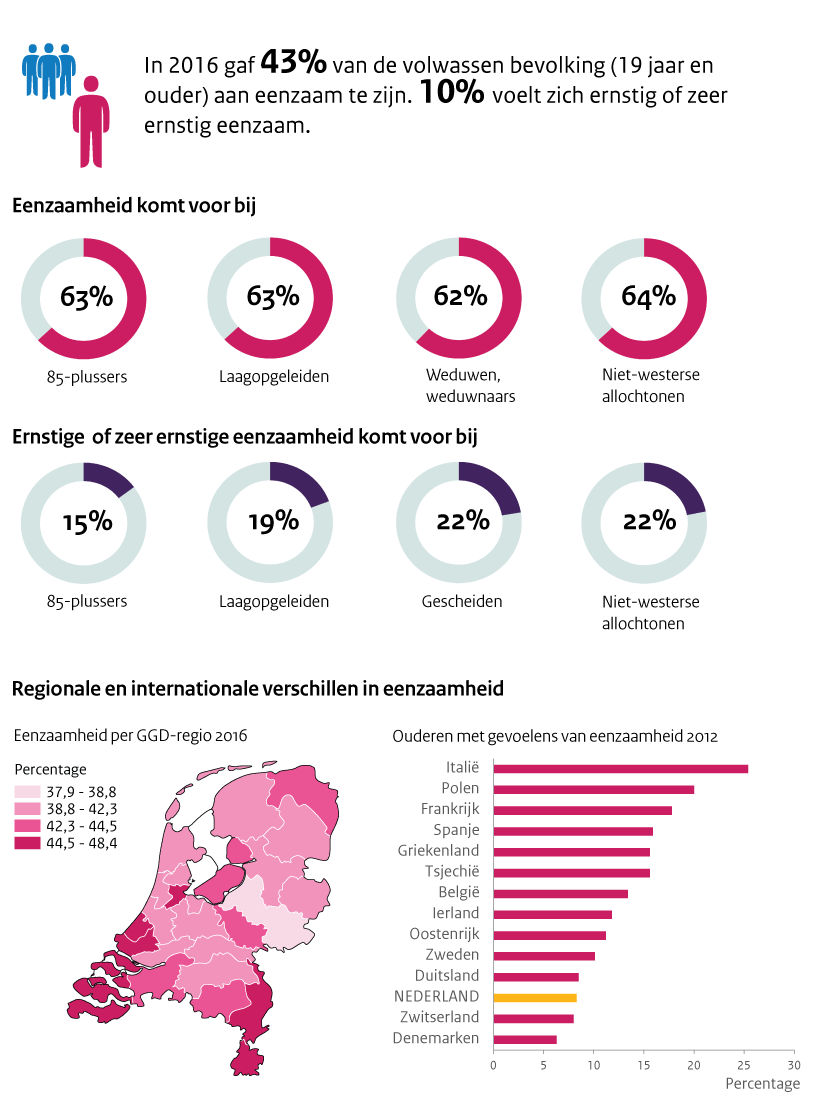 In 2016 gaf 43% van de volwassen bevolking (19 jaar en
ouder) aan eenzaam te zijn. 10% voelt zich ernstig of zeer
ernstig eenzaam.
Eenzaamheid komt voor bij
63%
63%
62%
64%
85-plussers
Laagopgeleiden
Weduwen,
weduwnaars
Niet-westerse
allochtonen
Ernstige of zeer ernstige eenzaamheid komt voor bij
15%
19%
22%
22%
85-plussers
Laagopgeleiden
Gescheiden
Niet-westerse
allochtonen
Regionale en internationale verschillen in eenzaamheid
Eenzaamheid per GGD-regio 2016
Percentage
37,9 - 38,8
38,8 - 42,3
42,3 - 44,5
44,5 - 48,4
Ouderen met gevoelens van eenzaamheid 2012
Italië
Polen
Frankrijk
Spanje
Griekenland
Tsjechië
België
Ierland
Oostenrijk
Zweden
Duitsland
NEDERLAND
Zwitserland
Denemarken
0 5 10 15 20 25 30
Percentage